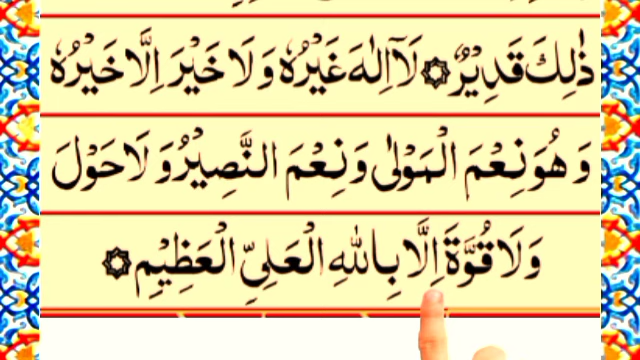 ذٰلِكَ قَدِيْرٌ ۞ لَآ اِلٰهَ غَيْرُهٗ وَلَا خَيْرَ اِلَّا خَيْرُهٗ
وَهُوَ نِعْمَ الْمَوْلٰى وَنِعْمَ النَّصِيْرُ وَلَا حَوْلَ
وَلَا قُوَّةَ اِلَّا بِاللّٰهِ الْعَلِيِّ الْعَظِيْمِ ۞